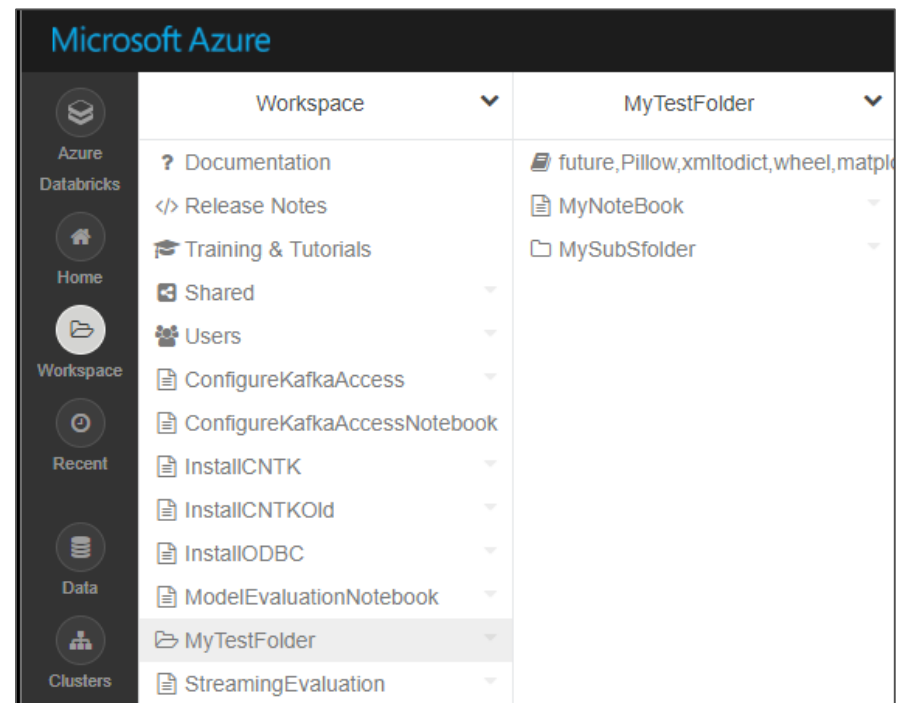 Microsoft Azure
Azure
Databricks
Home
Workspace
Recent
Data
Clusters
Workspace
? Documentation
</> Release Notes
Training & Tutorials
Shared
Users
ConfigureKafkaAccess
ConfigureKafkaAccessNotebook
InstallCNTK
InstallCNTKOld
InstallODBC
ModelEvaluationNotebook
MyTestFolder
StreamingEvaluation
MyTestFolder
future,Pillow,xmltodict,wheel,matplo
MyNoteBook
MySubSfolder